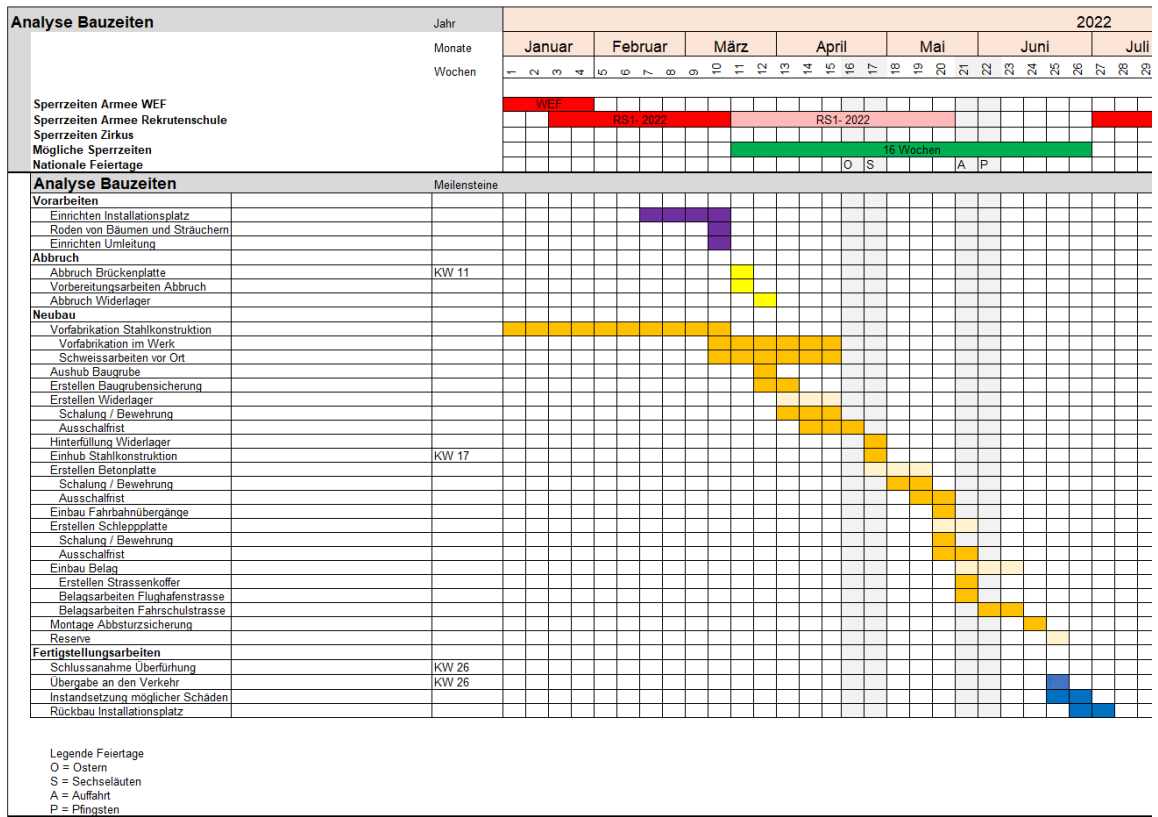 Analyse Bauzeiten Jahr 2022
Monate Januar Februar März April Mai Juni Juli
Wochen 1 2 3 4 5 6 7 8 9 10 11 12 13 14 15 16 17 18 19 20 21 22 23 24 25 26 27 28 29
Sperrzeiten Armee WEF WEF
Sperrzeiten Armee Rekrutenschule RS1- 2022 RS1- 2022
Sperrzeiten Zirkus
Mögliche Sperrzeiten 16 Wochen
Nationale Feiertage O S A P
Analyse Bauzeiten Meilensteine
Vorarbeiten
Einrichten Installationsplatz
Roden von Bäumen und Sträuchern
Einrichten Umleitung
Abbruch
Abbruch Brückenplatte KW 11
Vorbereitungsarbeiten Abbruch
Abbruch Widerlager
Neubau
Vorfabrikation Stahlkonstruktion
Vorfabrikation im Werk
Schweissarbeiten vor Ort
Aushub Baugrube
Erstellen Baugrubensicherung
Erstellen Widerlager
Schalung / Bewehrung
Ausschalfrist
Hinterfüllung Widerlager
Einhub Stahlkonstruktion KW 17
Erstellen Betonplatte
Schalung / Bewehrung
Ausschalfrist
Einbau Fahrbahnübergänge
Erstellen Schleppplatte
Schalung / Bewehrung
Ausschalfrist
Einbau Belag
Erstellen Strassenkoffer
Belagsarbeiten Flughafenstrasse
Belagsarbeiten Fahrschulstrasse
Montage Abbsturzsicherung
Reserve
Fertigstellungsarbeiten
Schlussanahme Überfürhung KW 26
Übergabe an den Verkehr KW 26
Instandsetzung möglicher Schäden
Rückbau Installationsplatz
Legende Feiertage
O = Ostern
S = Sechseläuten
A = Auffahrt
P = Pfingsten